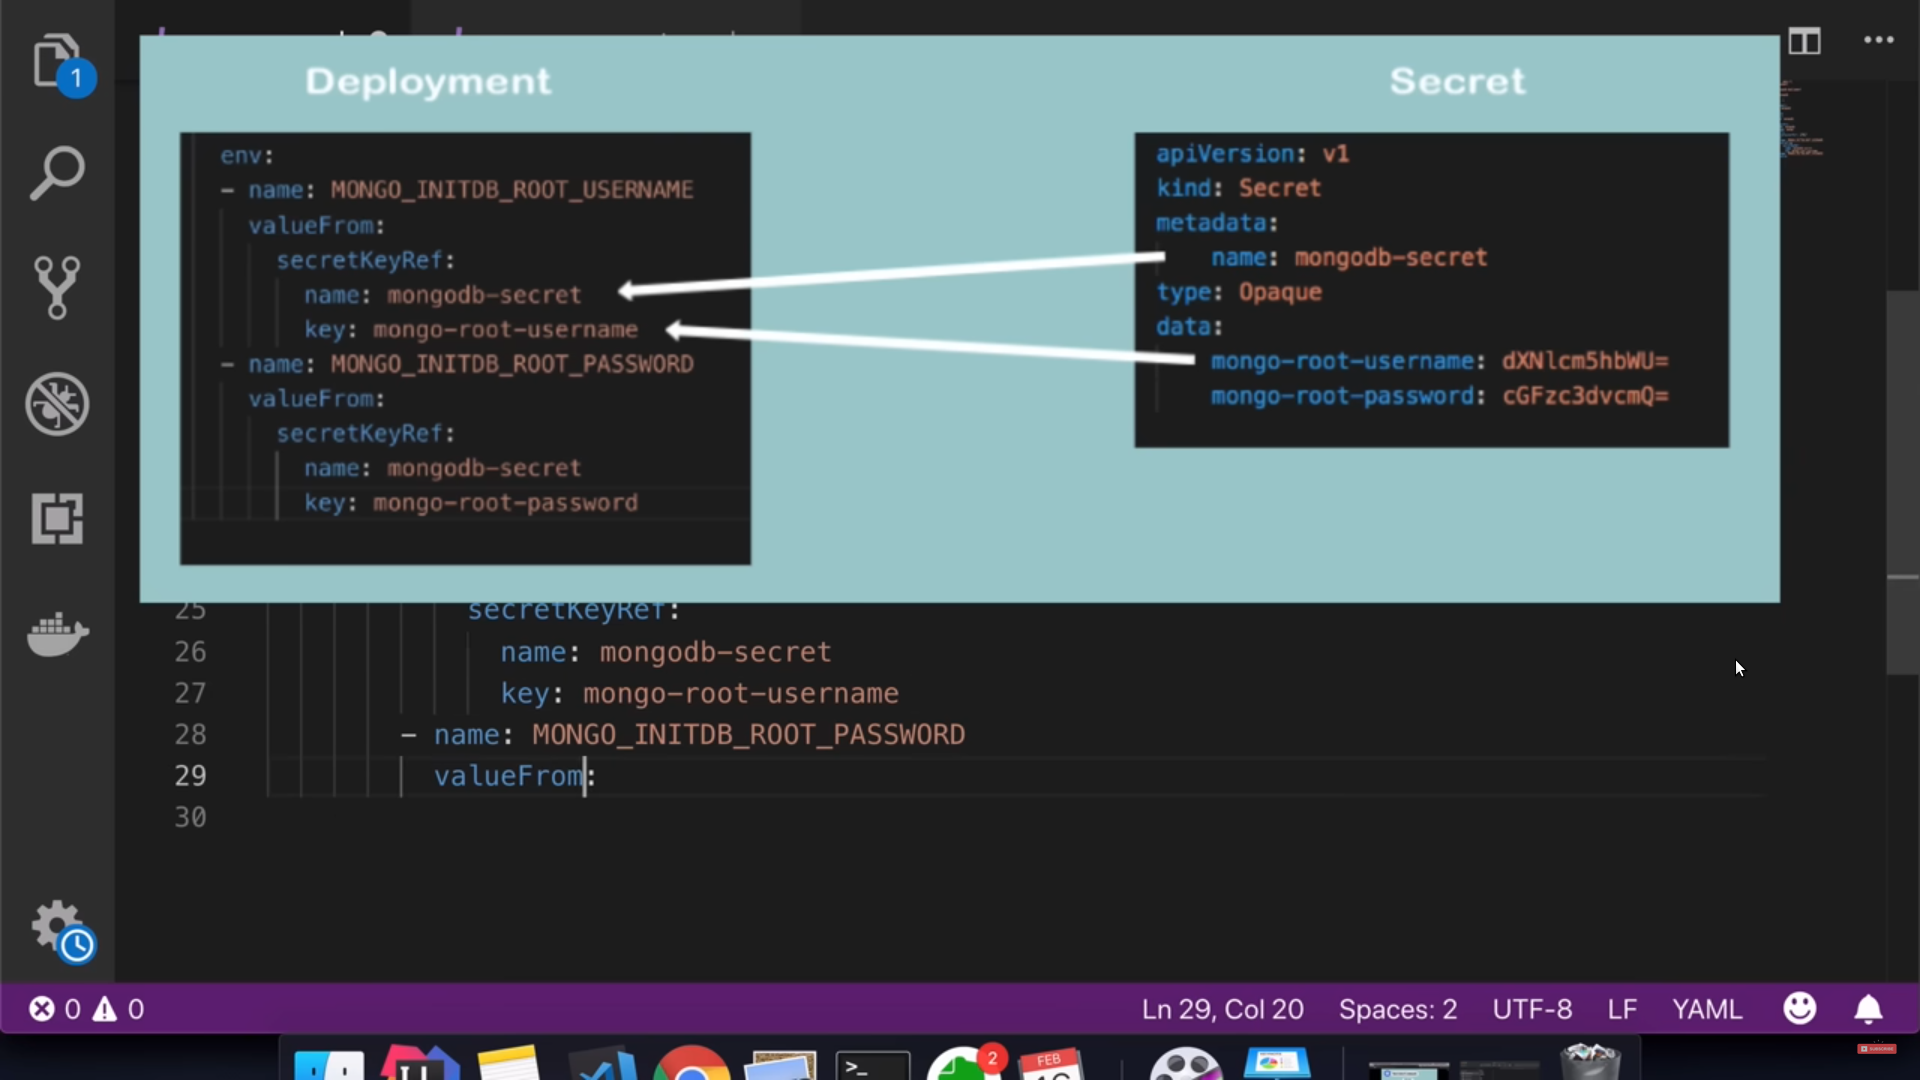 1
Deployment
Secret
env:
- name: MONGO_INITDB_ROOT_USERNAME
valueFrom:
secretKeyRef:
name: mongodb-secret
key: mongo-root-username
- name: MONGO_INITDB_ROOT_PASSWORD
valueFrom:
secretKeyRef:
name: mongodb-secret
key: mongo-root-password
apiVersion: v1
kind: Secret
metadata:
name: mongodb-secret
type: Opaque
data:
mongo-root-username: dXNlcm5hbWU=
mongo-root-password: cGFzc3dvcmQ=
25 secretKeyRef:
26 name: mongodb-secret
27 key: mongo-root-username
28 - name: MONGO_INITDB_ROOT_PASSWORD
29 valueFrom:
30
0 0 Ln 29, Col 20 Spaces: 2 UTF-8 LF YAML
>_ 2 FEB
SUBSCRIBE